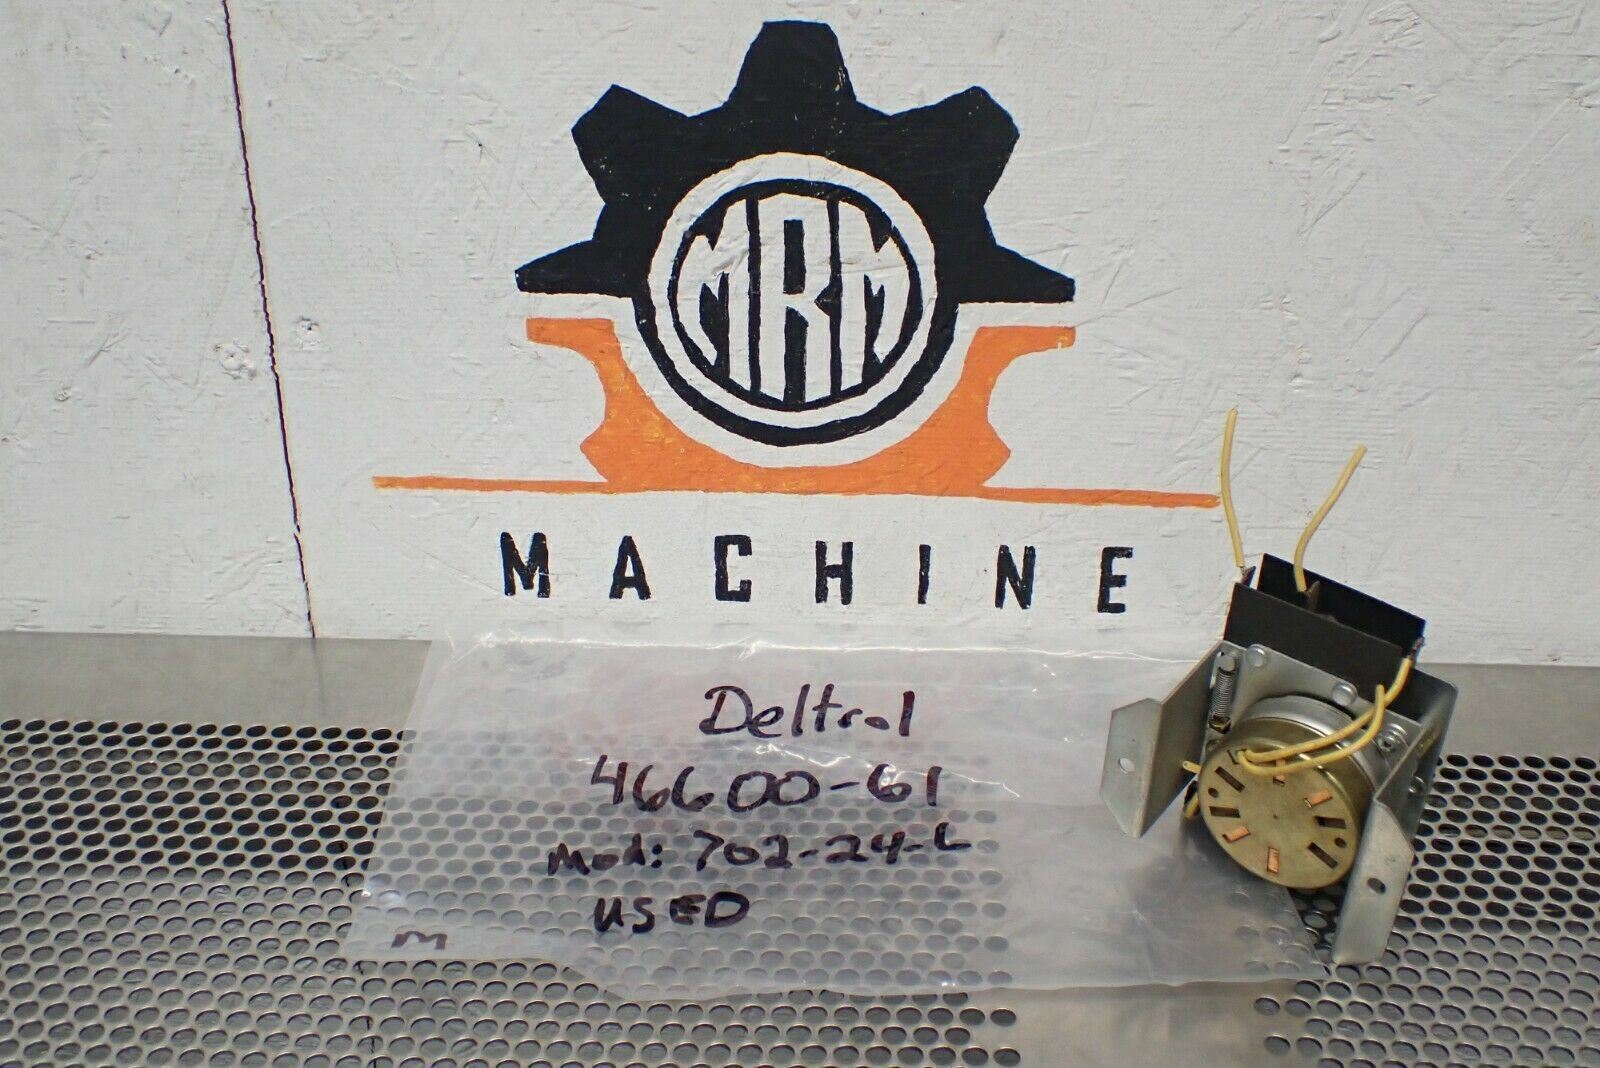 MRM
MACHINE
Deltrol
46600-61
Mod: 702-24-L
USED
M